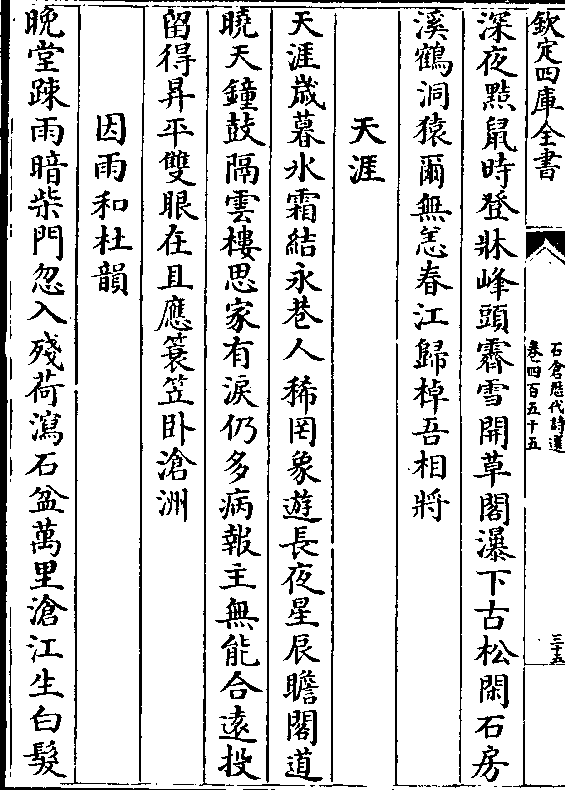 欽定四庫全書
石倉歷代詩選
卷四百五十五
三十五
深夜黠鼠時登牀峰頭霽雪開草閣瀑下古松閑石房
溪鶴洞猿爾無恙春江歸棹吾相將
天涯
天涯嵗暮氷霜結永巷人稀罔象遊長夜星辰瞻閣道
曉天鐘鼓隔雲樓思家有淚仍多病報主無能合遠投
留得昇平雙眼在且應簑笠卧滄洲
因雨和杜韻
晩堂踈雨暗柴門忽入殘荷瀉石盆萬里滄江生白髮